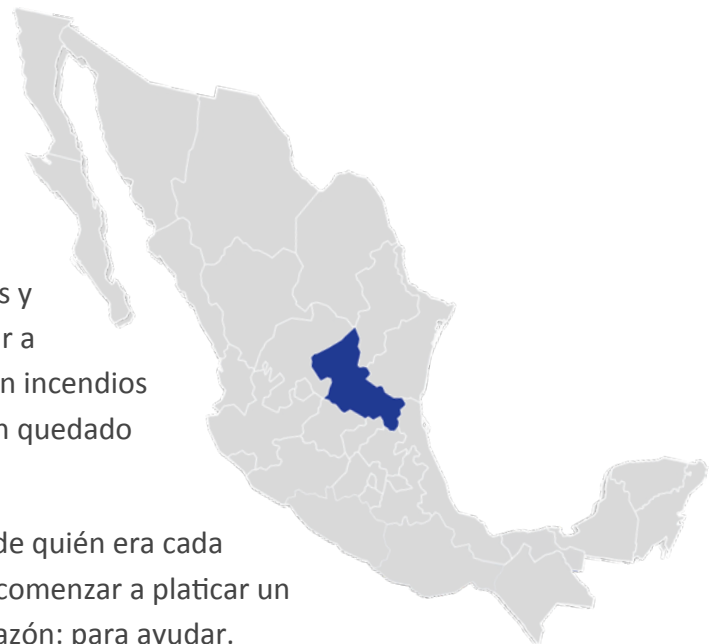 s y
r a
n incendios
n quedado
de quién era cada
comenzar a platicar un
azón: para ayudar.